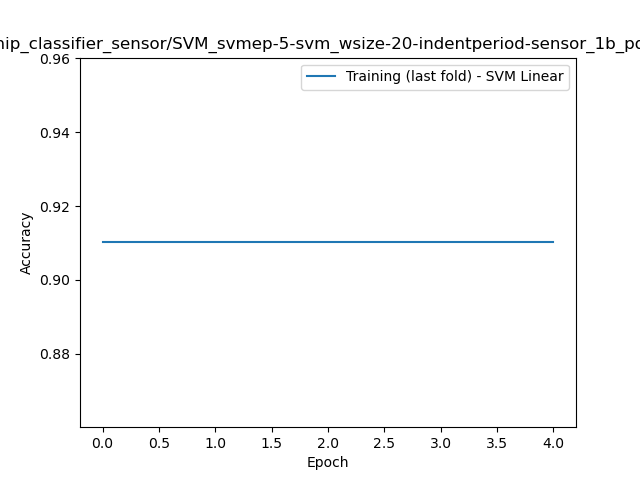 hip_classifier_sensor/SVM_svmep-5-svm_wsize-20-indentperiod-sensor_1b_po
0.96
Training (last fold) - SVM Linear
0.94
0.92
0.90
0.88
Accuracy
0.0 0.5 1.0 1.5 2.0 2.5 3.0 3.5 4.0
Epoch